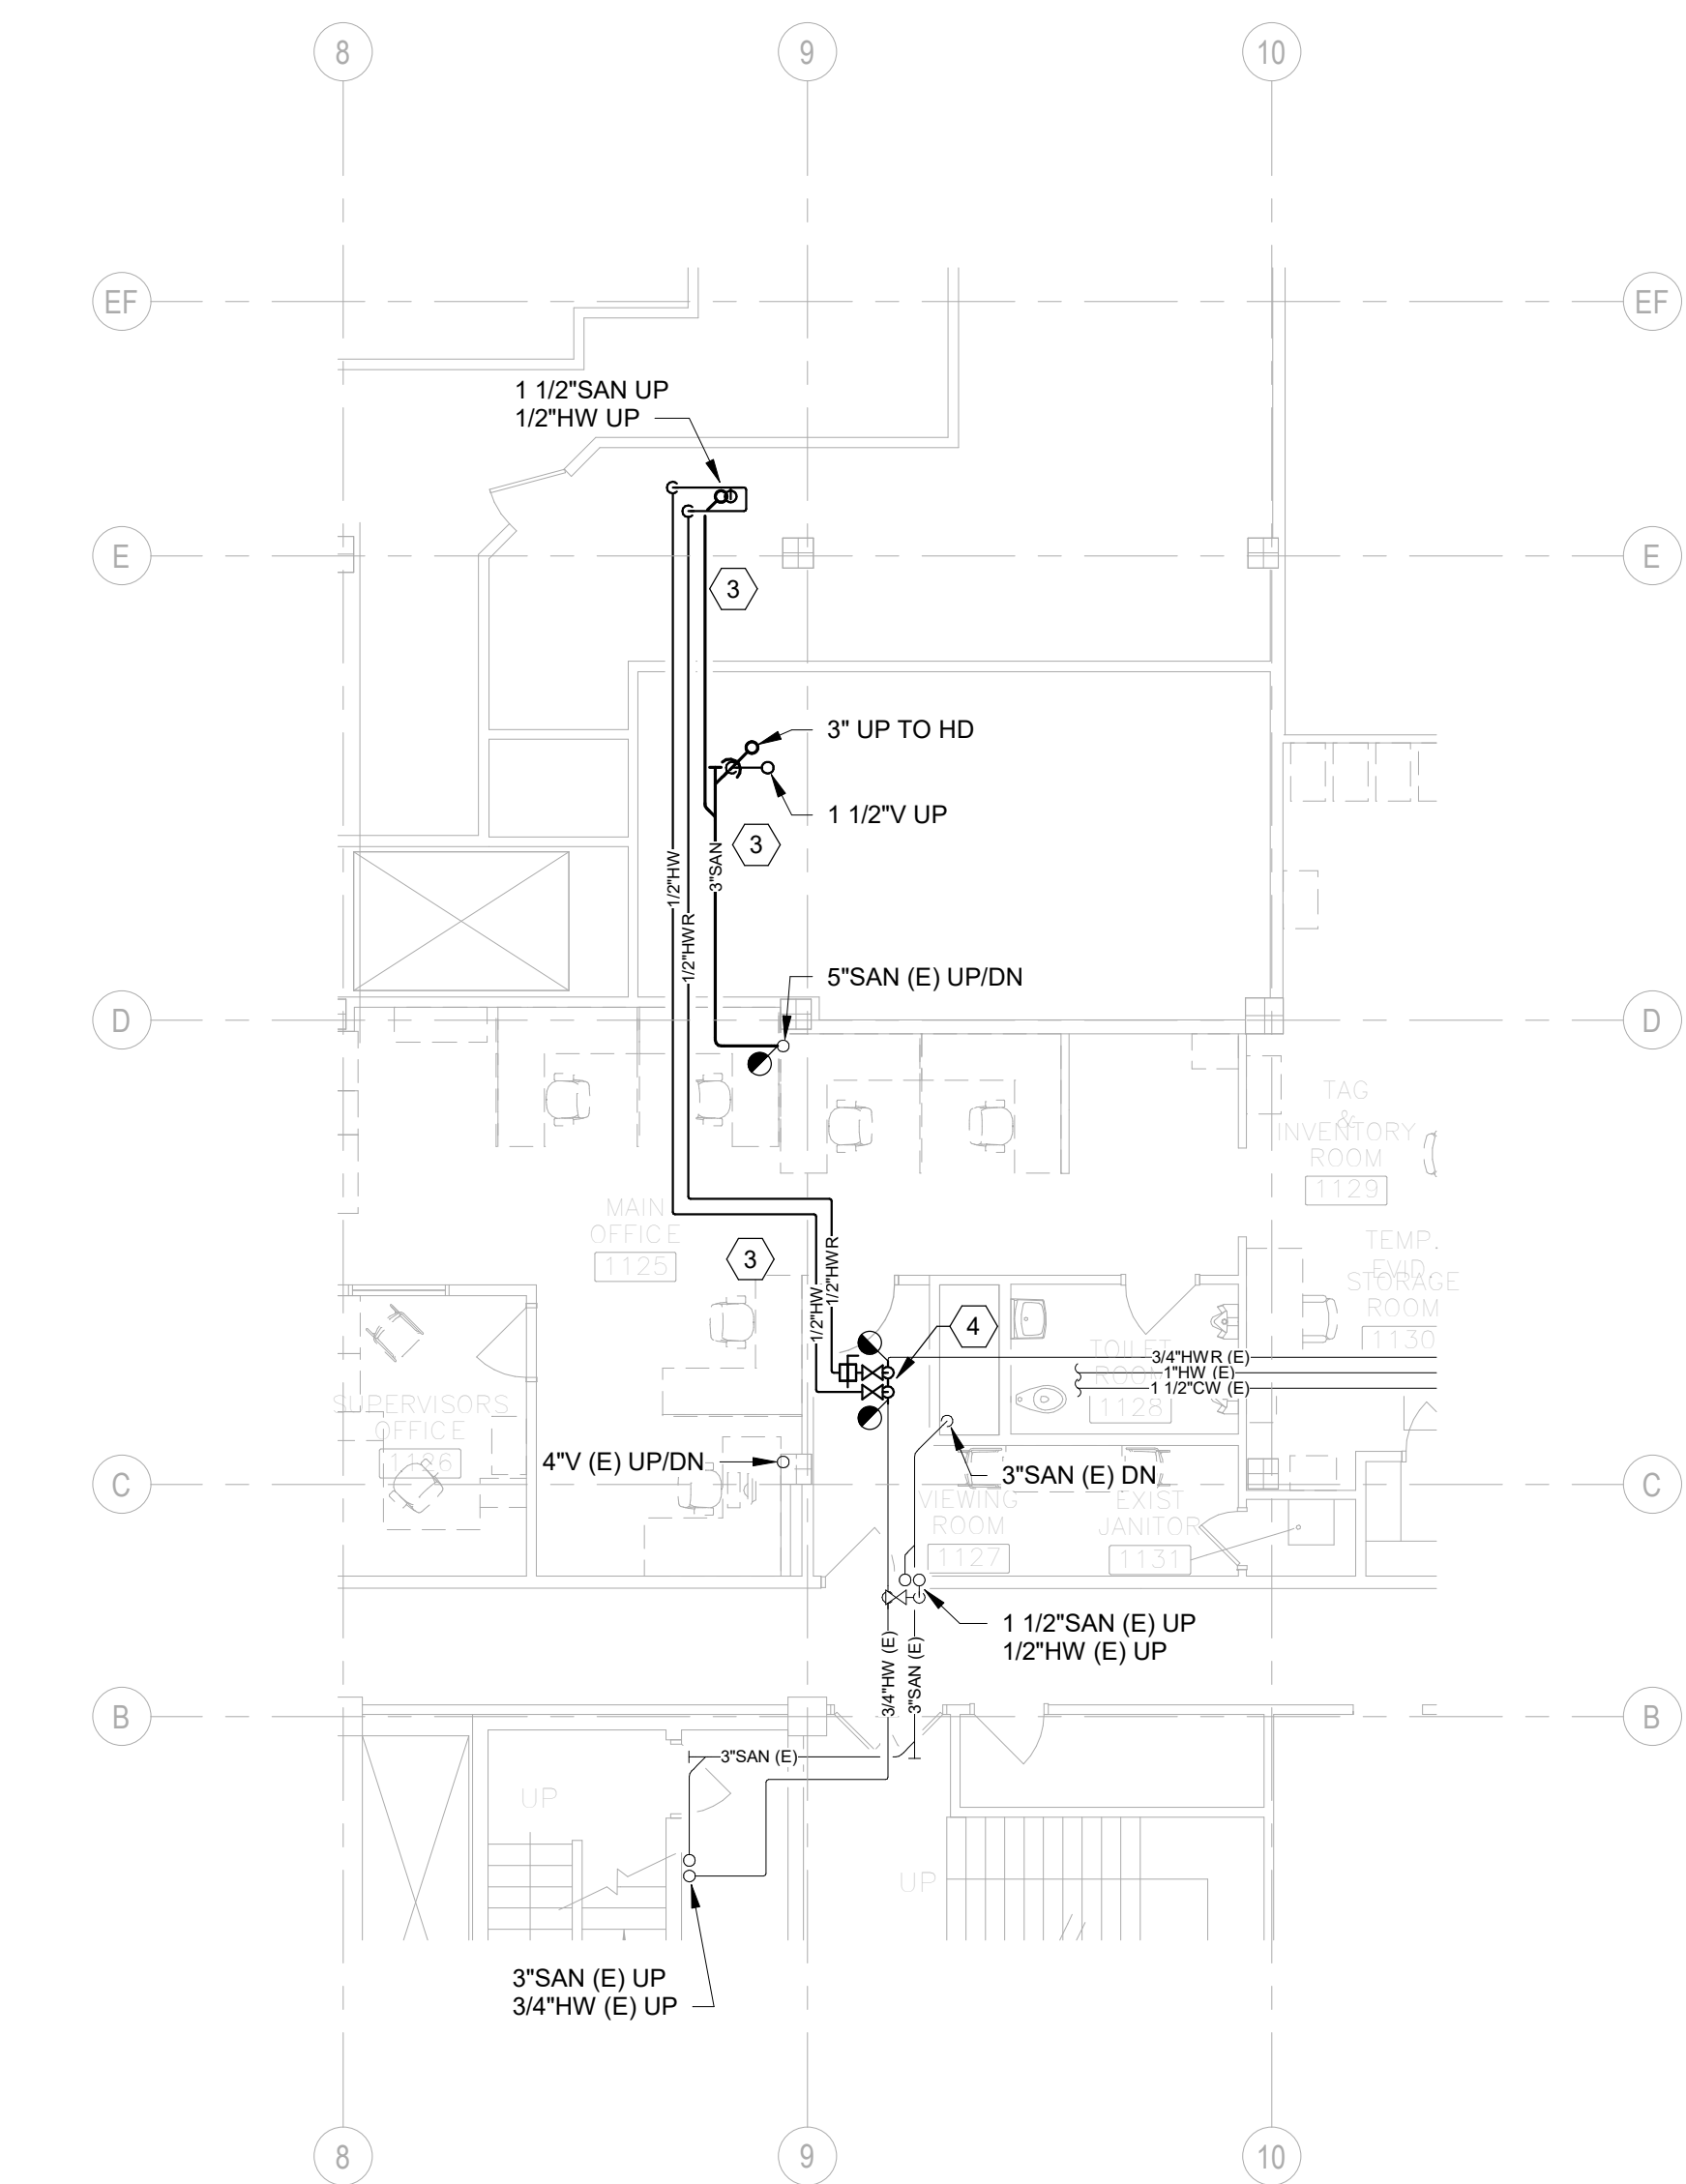 8
9
10
EF
EF
1 1/2"SAN UP
1/2"HW UP
E
E
3
3" UP TO HD
1 1/2"V UP
3
1/2"HW
3"SAN
1/2"HWR
5"SAN (E) UP/DN
D
D
TAG
&
INVENTORY
ROOM
1129
MAIN
OFFICE
1125
3
1/2"HWR
1/2"HW
TEMP.
EVID.
STORAGE
ROOM
1130
4
3/4"HWR (E)
1"HW (E)
1 1/2"CW (E)
TOILET
ROOM
1128
SUPERVISORS
OFFICE
1126
4"V (E) UP/DN
3"SAN (E) DN
C
C
VIEWING
ROOM
1127
EXIST
JANITOR
1131
1 1/2"SAN (E) UP
1/2"HW (E) UP
3/4"HW (E)
3"SAN (E)
B
B
3"SAN (E)
UP
UP
3"SAN (E) UP
3/4"HW (E) UP
8
9
10